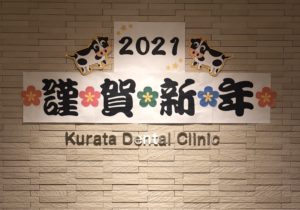 2021
謹賀新年
Kurata Dental Clinic